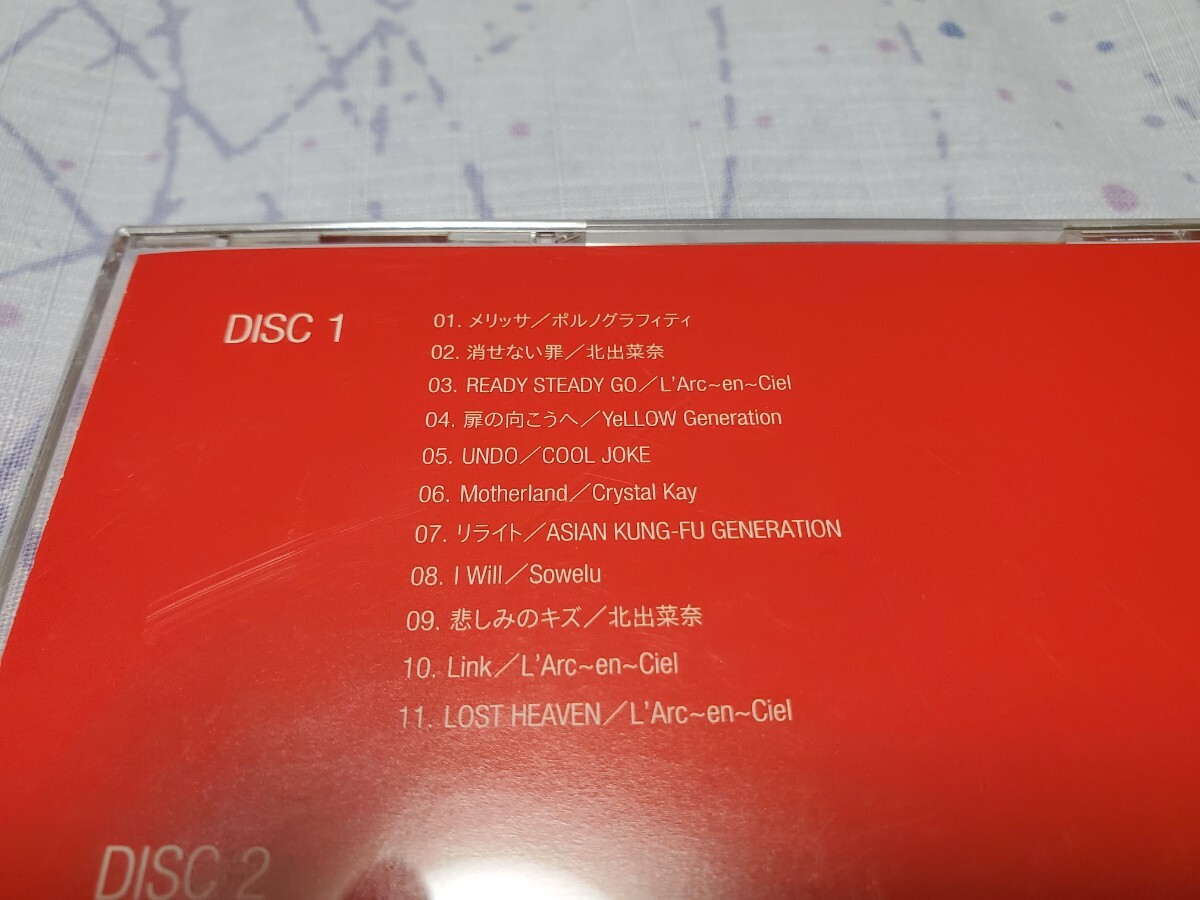 DISC 1
01. メリッサ／ポルノグラフィティ
02. 消せない罪／北出菜奈
03. READY STEADY GO／L'Arc~en~Ciel
04. 扉の向こうへ／YeLLOW Generation
05. UNDO／COOL JOKE
06. Motherland／Crystal Kay
07. リライト／ASIAN KUNG-FU GENERATION
08. I Will／Sowelu
09. 悲しみのキズ／北出菜奈
10. Link／L'Arc~en~Ciel
11. LOST HEAVEN／L'Arc~en~Ciel
DISC 2